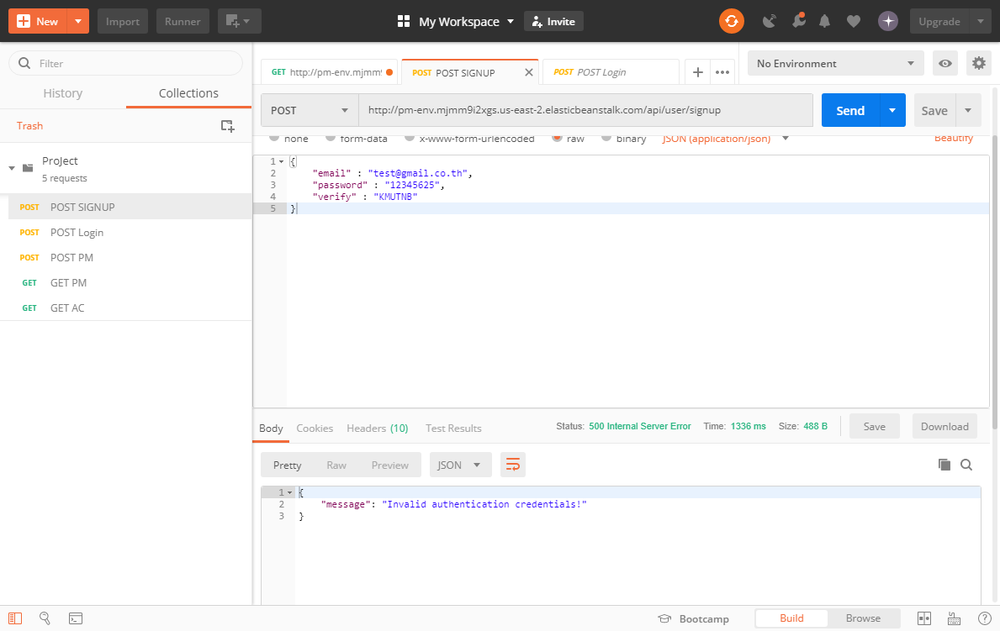 New
Import
Runner
My Workspace
Invite
Upgrade
Filter
History
Collections
Trash
Project
5 requests
POST POST SIGNUP
POST POST Login
POST POST PM
GET GET PM
GET GET AC
GET http://pm-env.mjmm9
POST POST SIGNUP
POST POST Login
No Environment
POST
http://pm-env.mjmm9i2xgs.us-east-2.elasticbeanstalk.com/api/user/signup
Send
Save
none form-data x-www-form-urlencoded raw binary JSON (application/json) Beautify
1 {
2 "email" : "test@gmail.co.th",
3 "password" : "12345625",
4 "verify" : "KMUTNB"
5 }
Body Cookies Headers (10) Test Results
Status: 500 Internal Server Error Time: 1336 ms Size: 488 B
Save
Download
Pretty Raw Preview JSON
1 {
2 "message": "Invalid authentication credentials!"
3 }
Bootcamp
Build
Browse